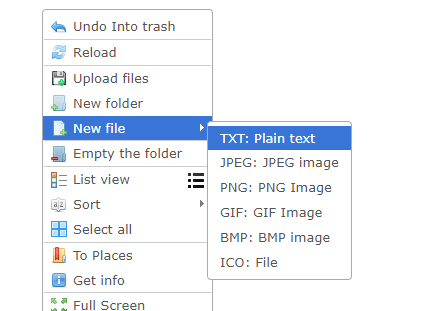 Undo Into trash
Reload
Upload files
New folder
New file
Empty the folder
List view
Sort
Select all
To Places
Get info
Full Screen
TXT: Plain text
JPEG: JPEG image
PNG: PNG Image
GIF: GIF Image
BMP: BMP image
ICO: File